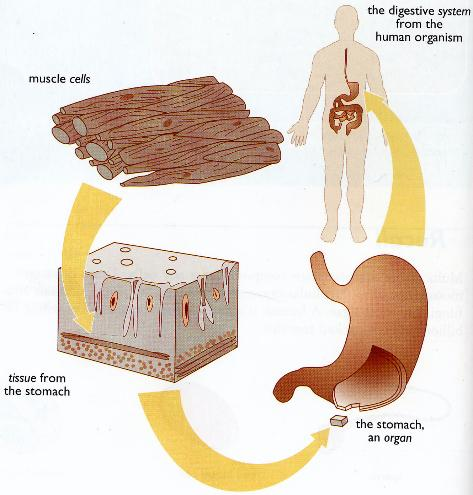 the digestive system
from the
human organism
muscle cells
tissue from
the stomach
the stomach,
an organ